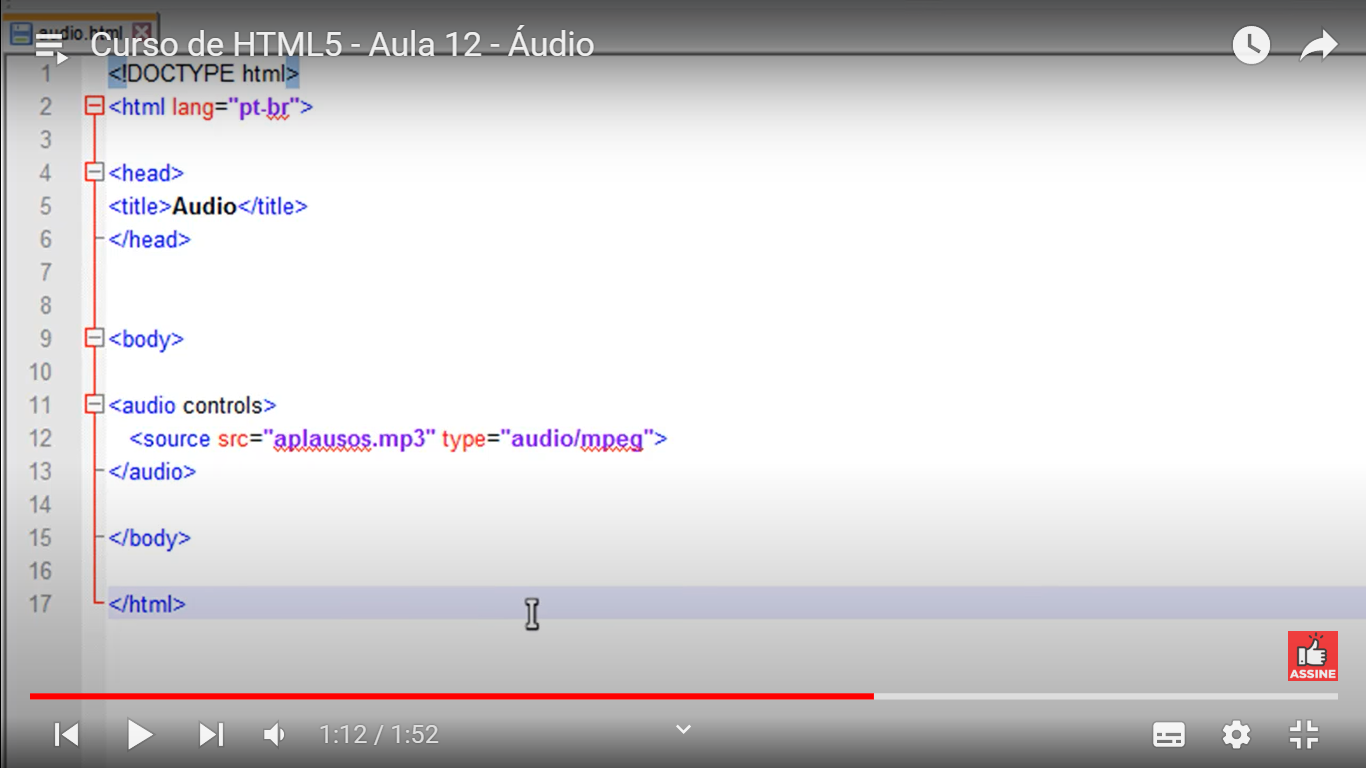 audio.html
Curso de HTML5 - Aula 12 - Áudio
1 <!DOCTYPE html>
2 <html lang="pt-br">
3
4 <head>
5 <title>Audio</title>
6 </head>
7
8
9 <body>
10
11 <audio controls>
12 <source src="aplausos.mp3" type="audio/mpeg">
13 </audio>
14
15 </body>
16
17 </html>
ASSINE
1:12 / 1:52